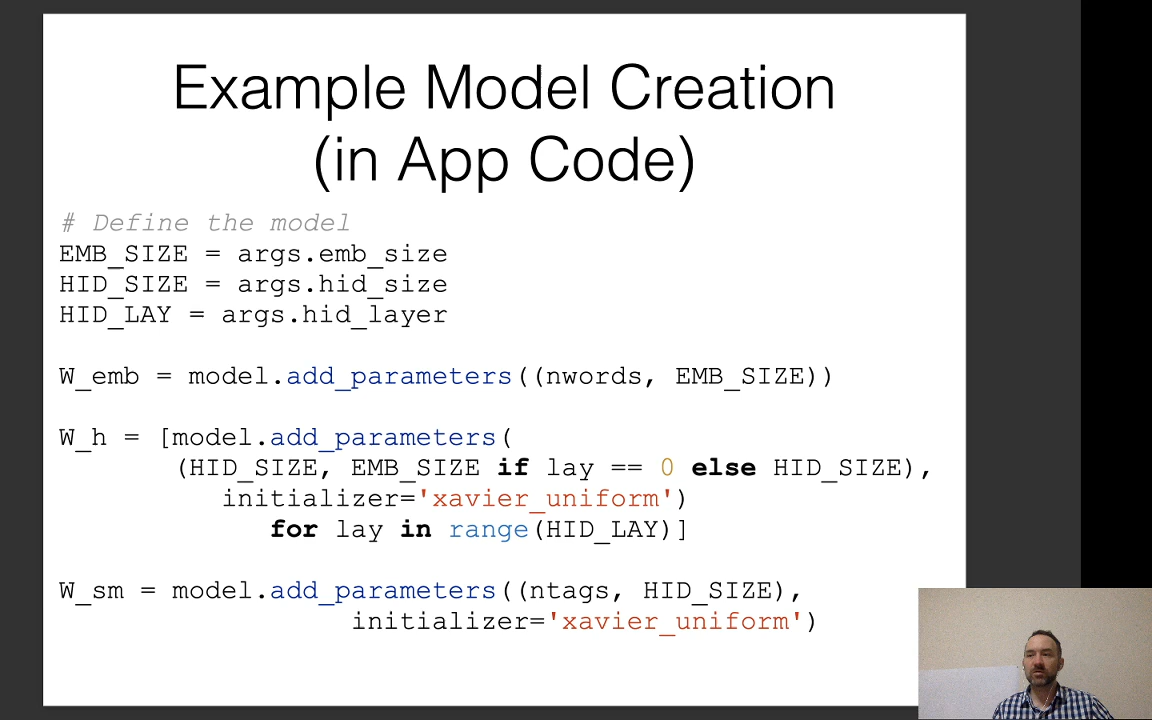 Example Model Creation
(in App Code)
# Define the model
EMB_SIZE = args.emb_size
HID_SIZE = args.hid_size
HID_LAY = args.hid_layer
W_emb = model.add_parameters((nwords, EMB_SIZE))
W_h = [model.add_parameters(
(HID_SIZE, EMB_SIZE if lay == 0 else HID_SIZE),
initializer='xavier_uniform')
for lay in range(HID_LAY)]
W_sm = model.add_parameters((ntags, HID_SIZE),
initializer='xavier_uniform')